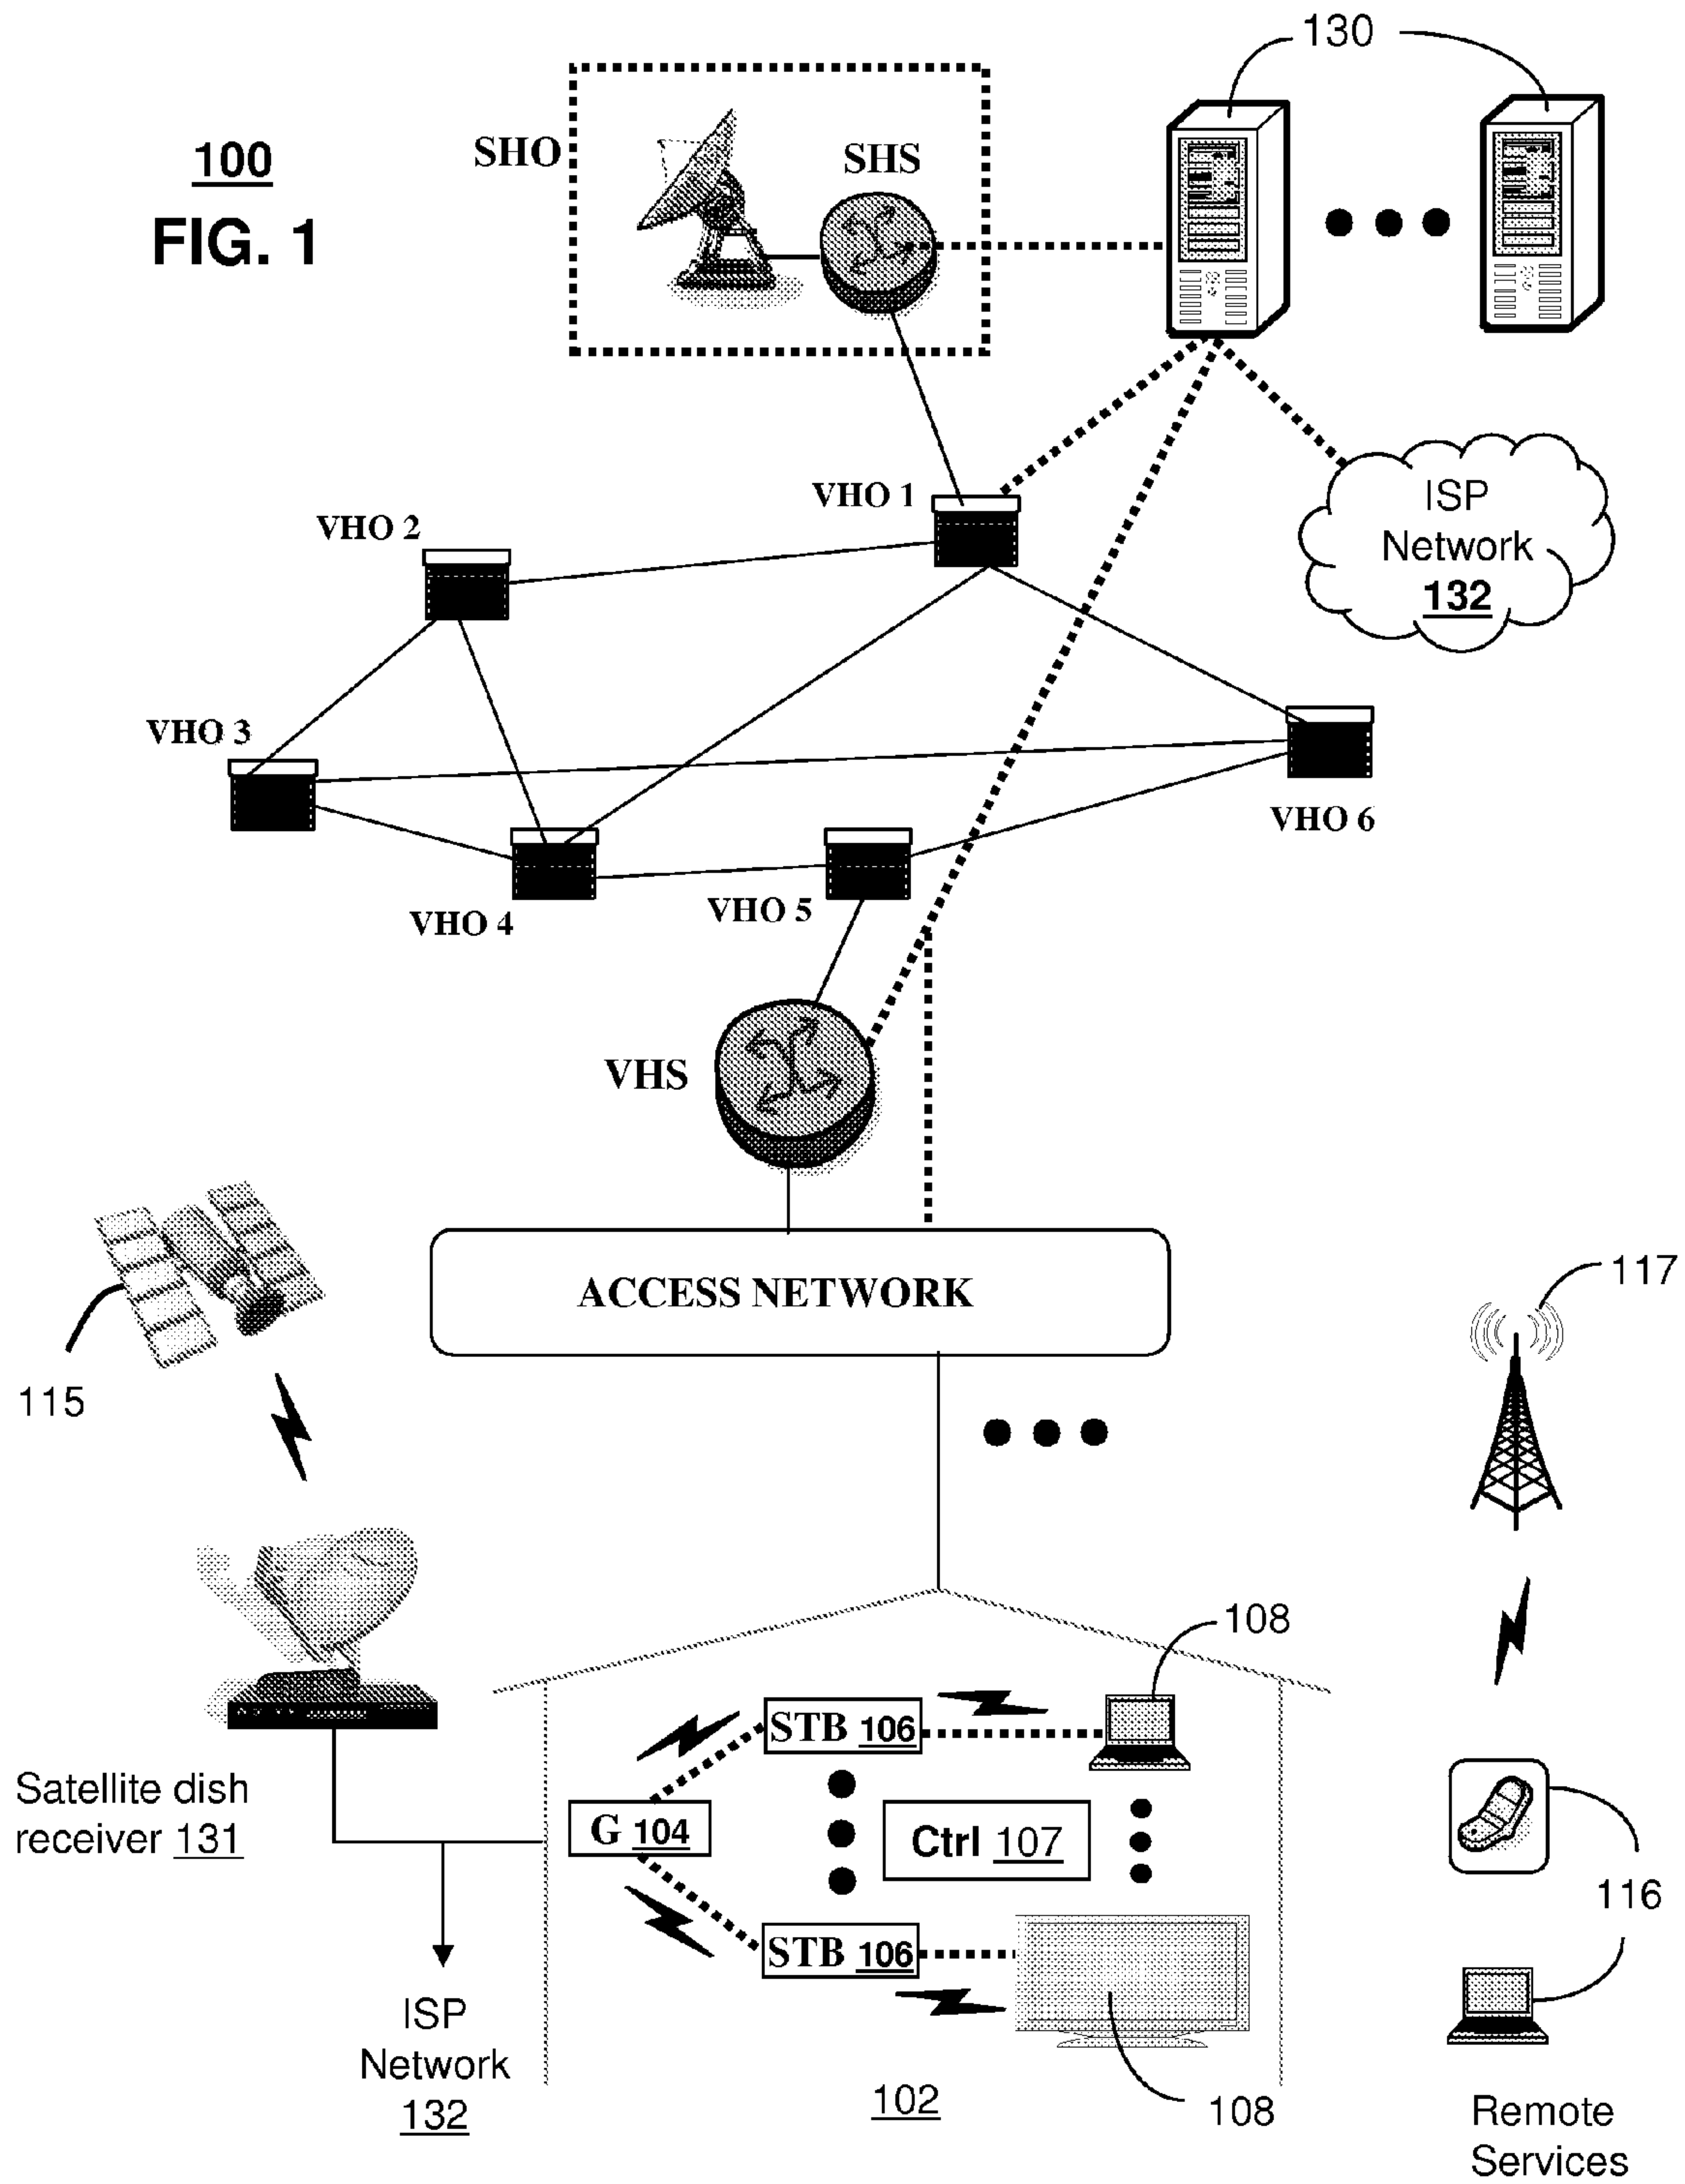 130
100
FIG. 1
SHO
SHS
VHO 1
ISP
Network
132
VHO 2
VHO 3
VHO 6
VHO 4
VHO 5
VHS
ACCESS NETWORK
117
115
108
STB 106
Satellite dish
receiver 131
G 104
Ctrl 107
116
STB 106
ISP
Network
132
102
108
Remote
Services